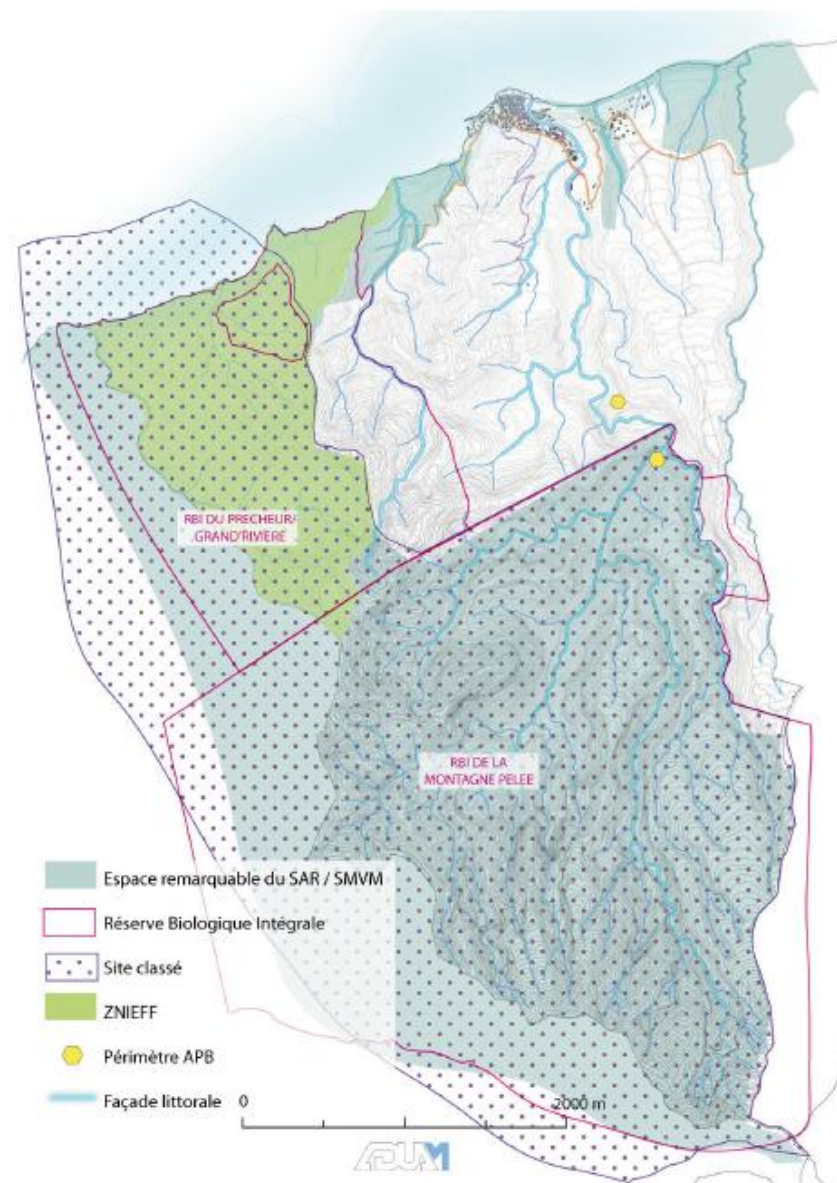 RBI DU PRECHEUR/
GRAND'RIVIERE
RBI DE LA
MONTAGNE PELEE
Espace remarquable du SAR / SMVM
Réserve Biologique Intégrale
Site classé
ZNIEFF
Périmètre APB
Façade littorale
0
2000 m
ADUAM